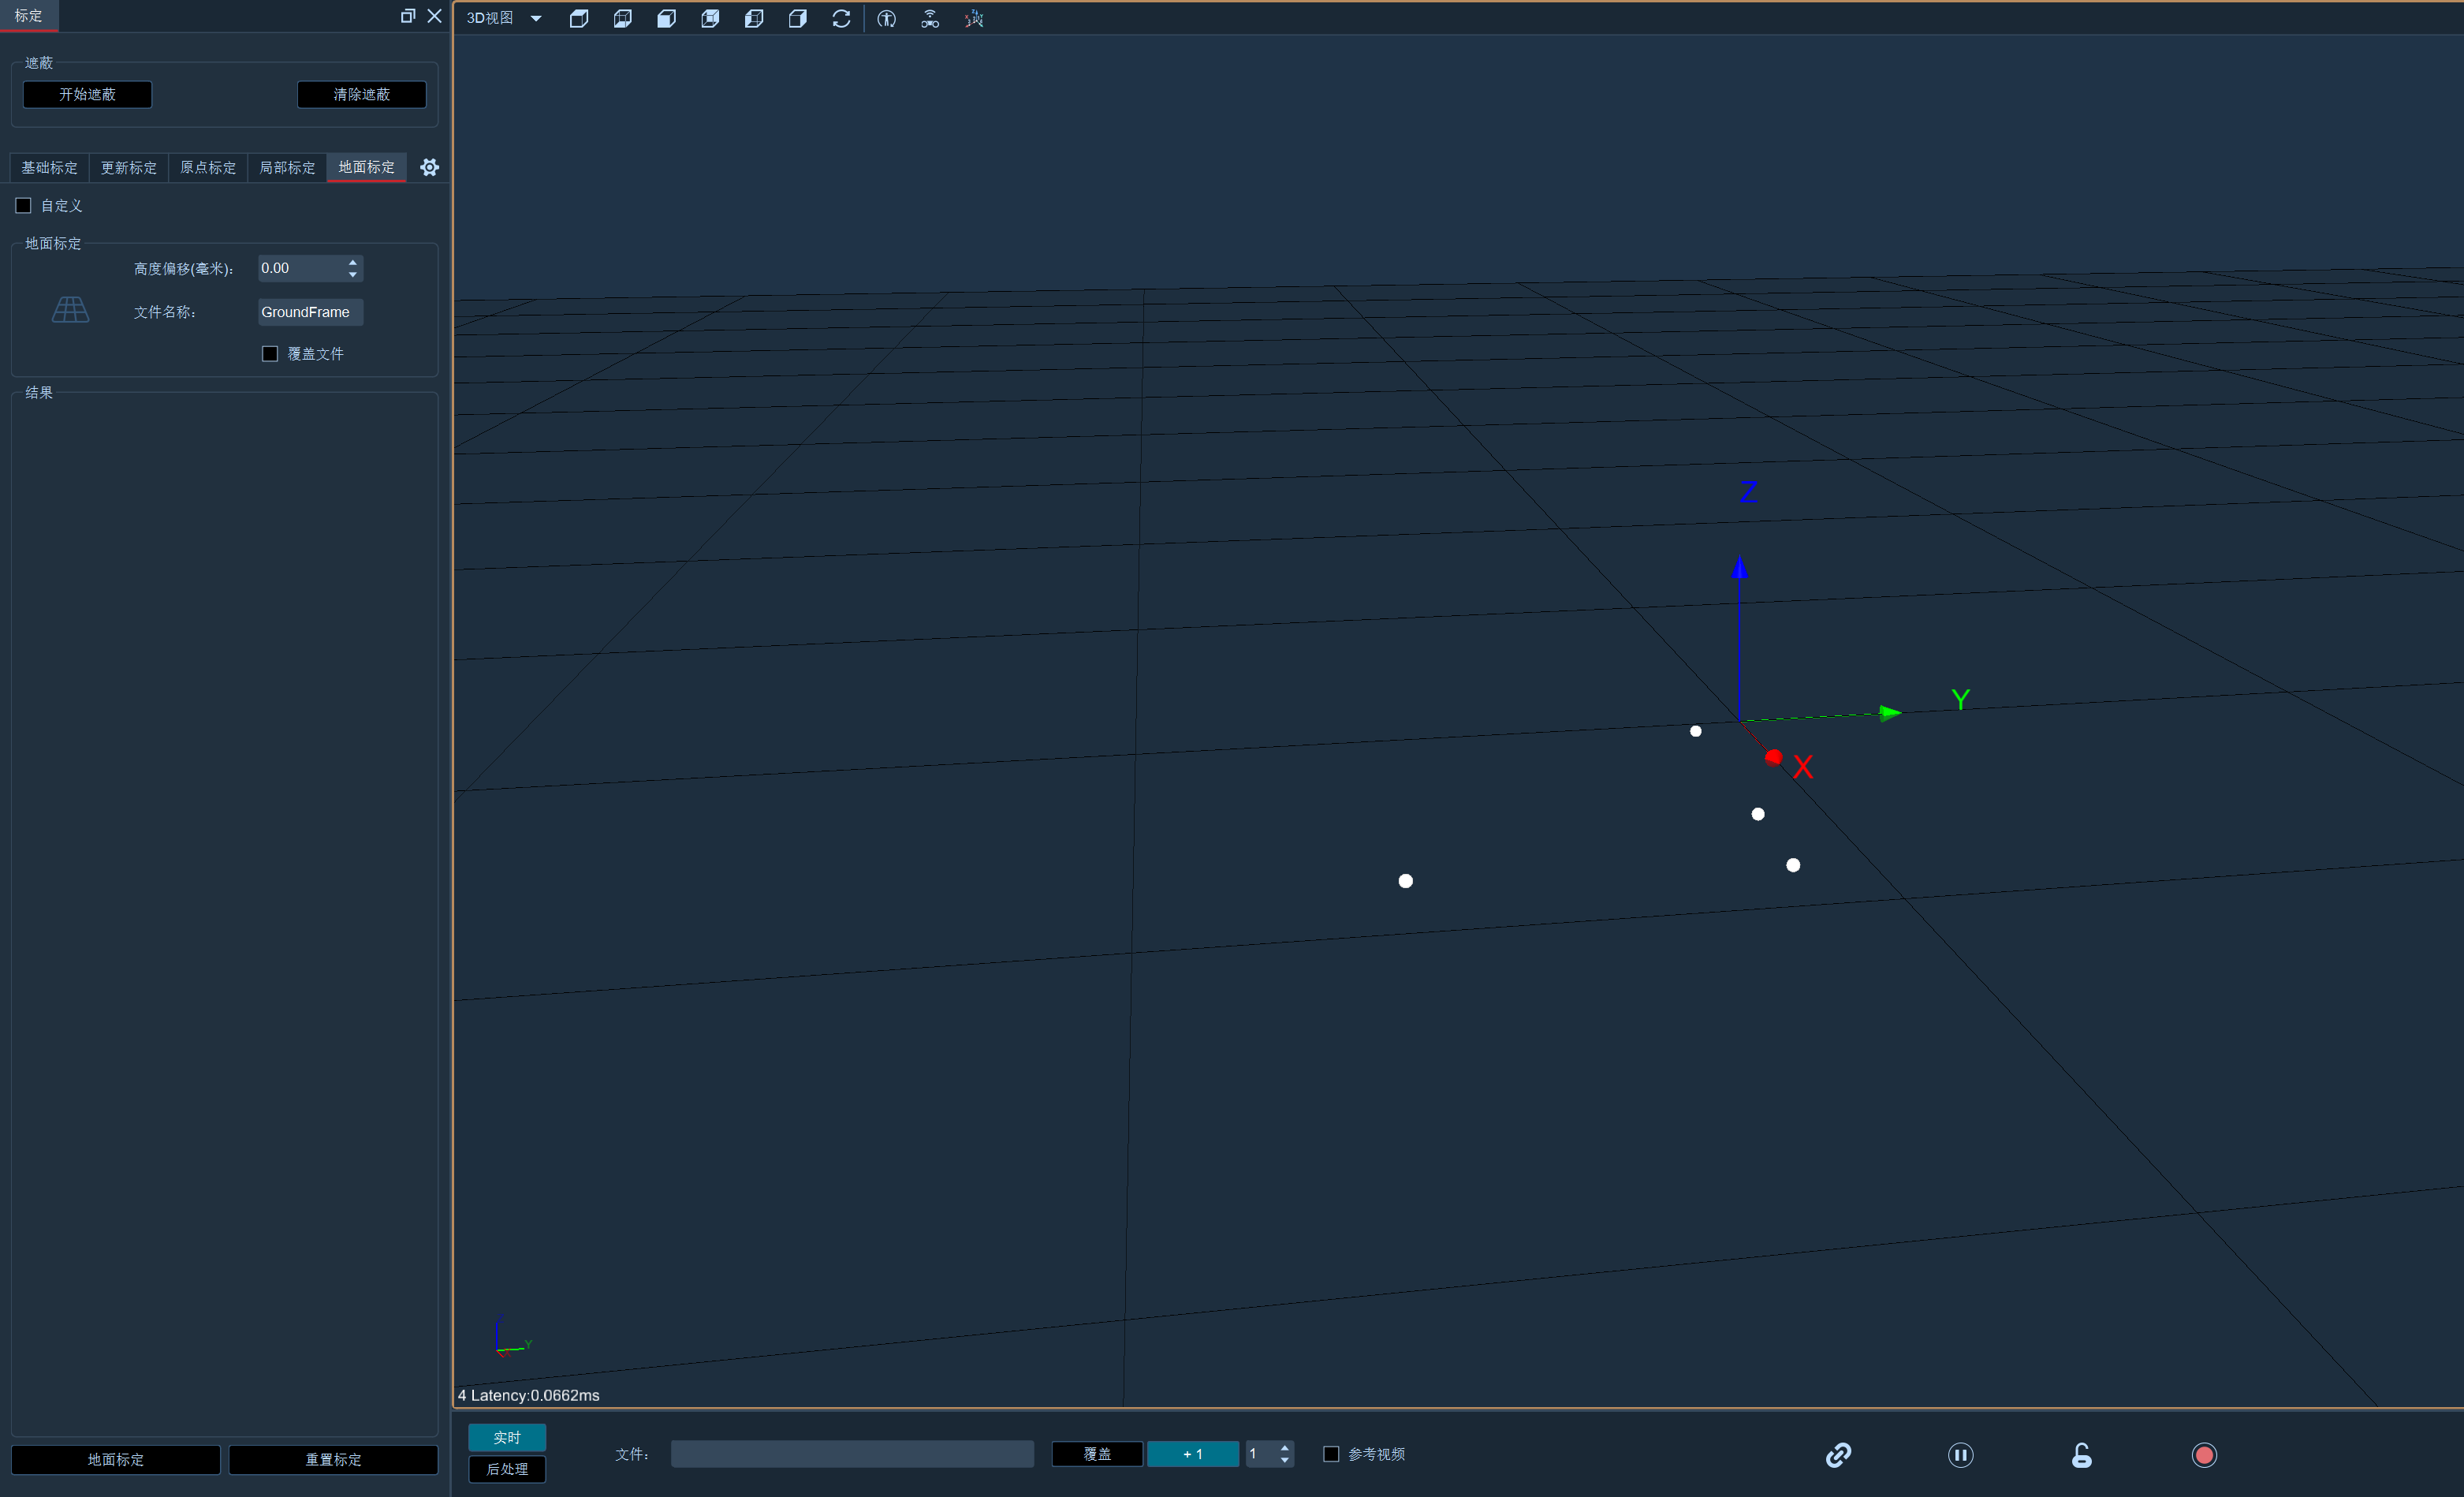 标定
遮蔽
开始遮蔽
清除遮蔽
基础标定
更新标定
原点标定
局部标定
地面标定
自定义
地面标定
高度偏移(毫米):
0.00
文件名称:
GroundFrame
覆盖文件
结果
地面标定
重置标定
3D视图
Z
Y
X
Z
Y
4 Latency:0.0662ms
实时
后处理
文件:
覆盖
+ 1
1
参考视频